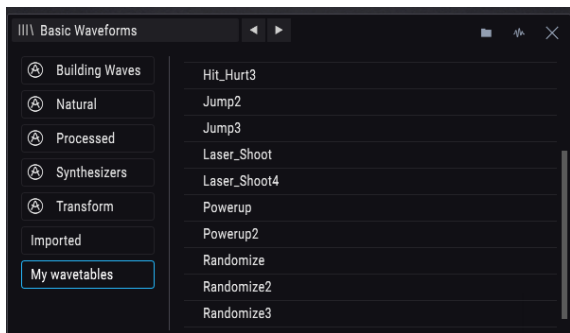 Basic Waveforms
Building Waves
Natural
Processed
Synthesizers
Transform
Imported
My wavetables
Hit_Hurt3
Jump2
Jump3
Laser_Shoot
Laser_Shoot4
Powerup
Powerup2
Randomize
Randomize2
Randomize3